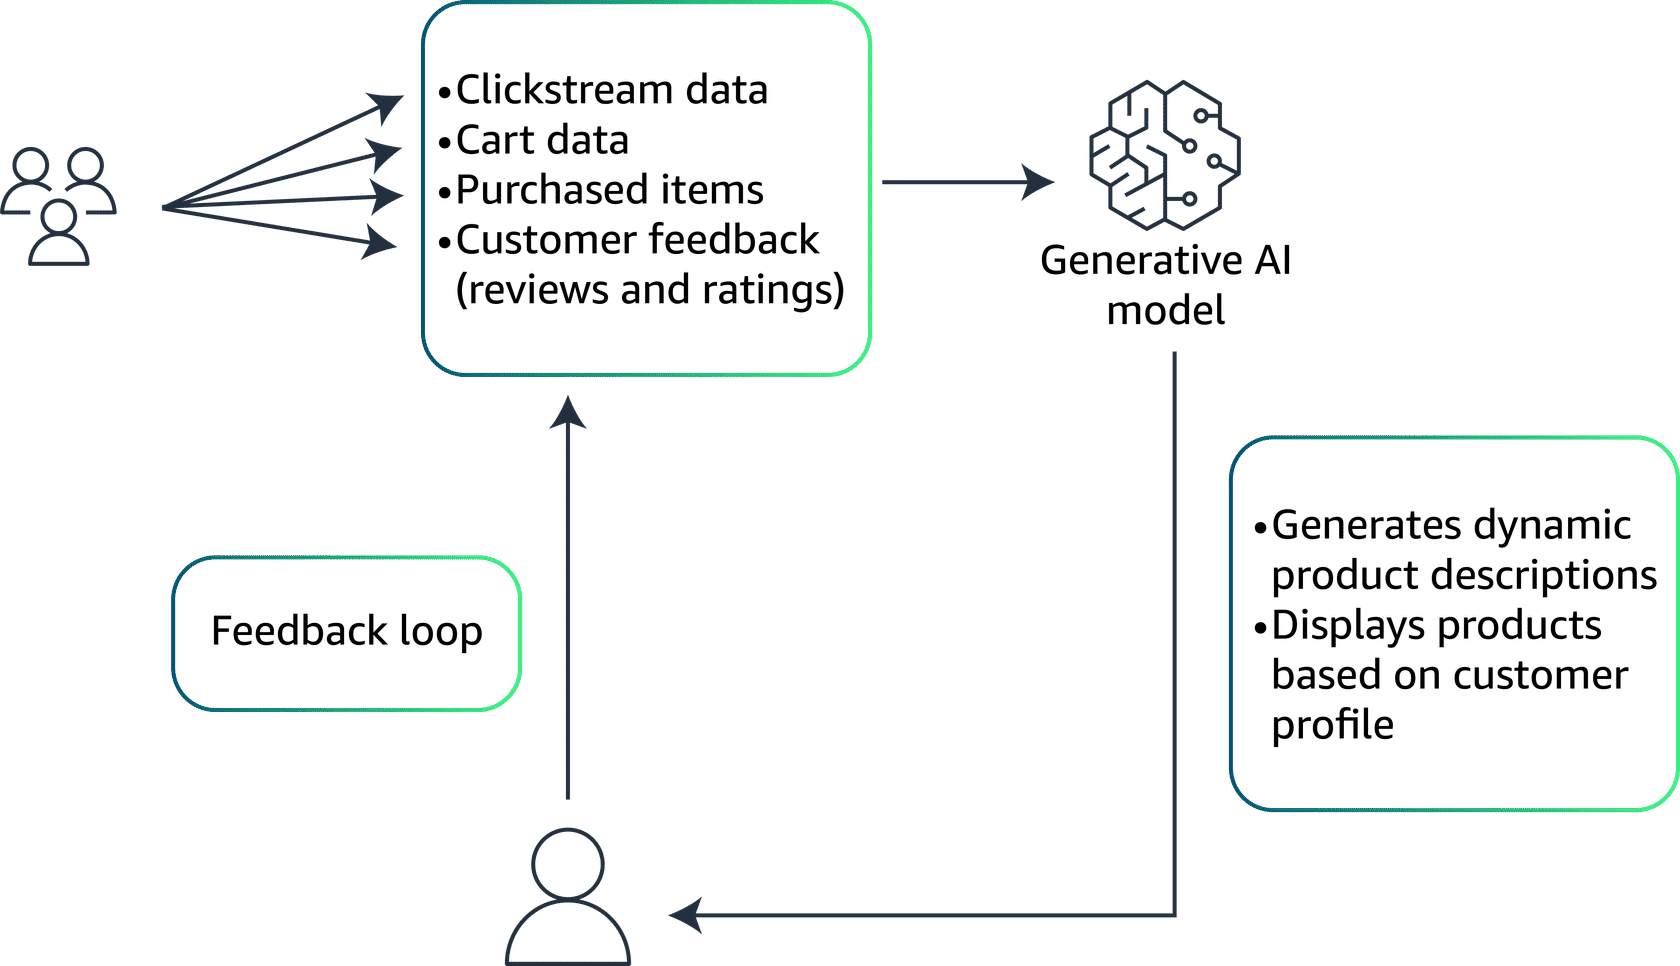 •Clickstream data
•Cart data
•Purchased items
•Customer feedback
(reviews and ratings)
Generative AI
model
•Generates dynamic
product descriptions
•Displays products
based on customer
profile
Feedback loop